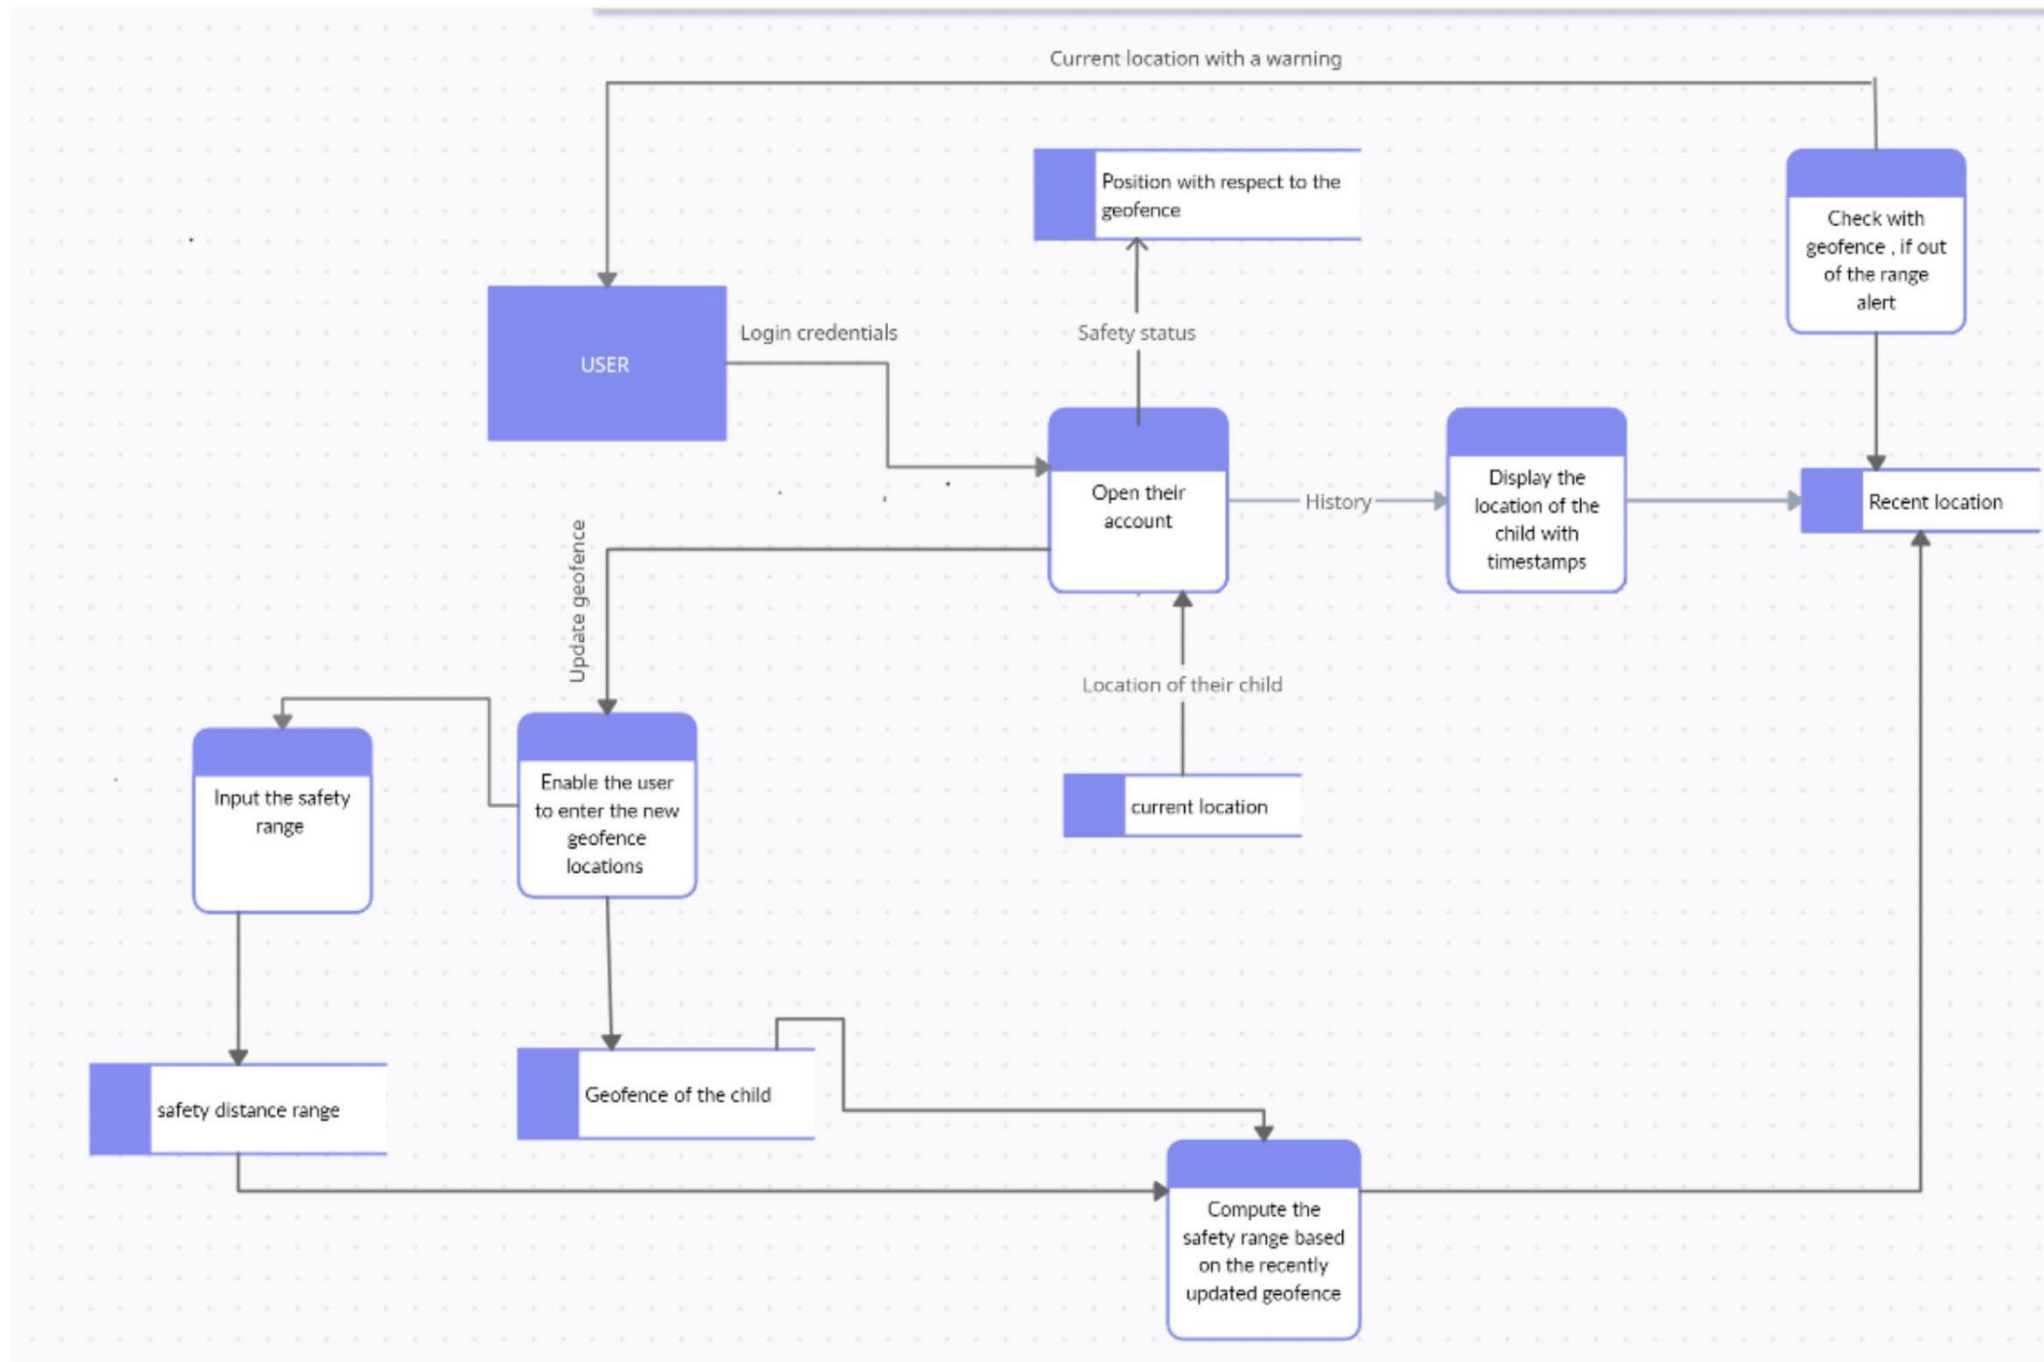 Current location with a warning
Position with respect to the
geofence
Check with
geofence , if out
of the range
alert
Login credentials
Safety status
USER
Open their
account
History
Display the
location of the
child with
timestamps
Recent location
Update geofence
Location of their child
Input the safety
range
Enable the user
to enter the new
geofence
locations
current location
safety distance range
Geofence of the child
Compute the
safety range based
on the recently
updated geofence